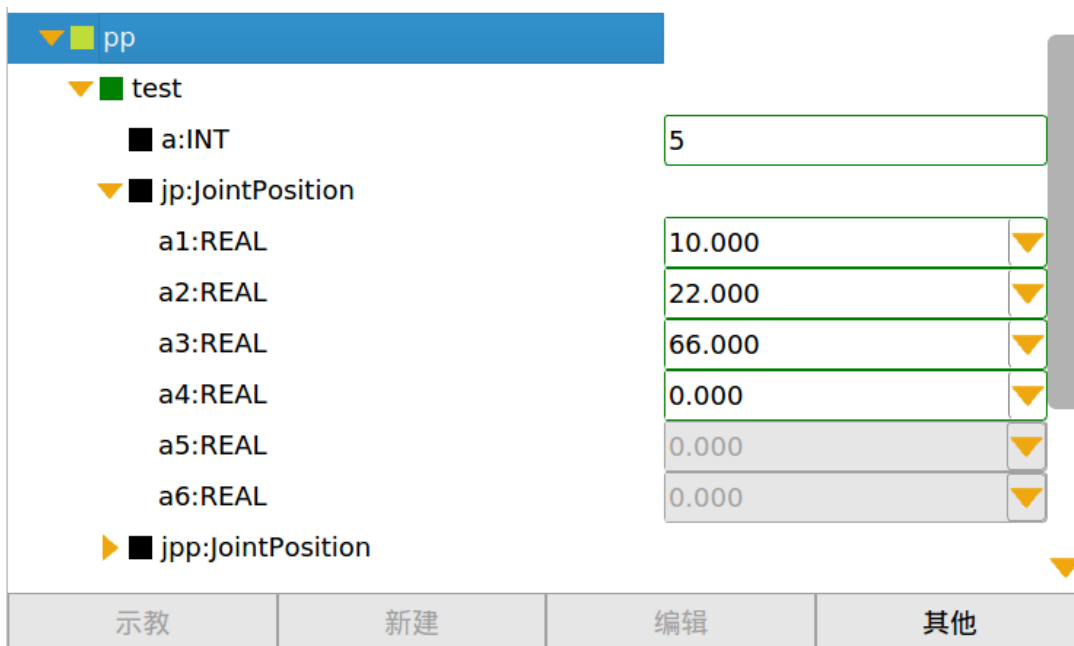 pp
test
a:INT 5
jp:JointPosition
a1:REAL 10.000
a2:REAL 22.000
a3:REAL 66.000
a4:REAL 0.000
a5:REAL 0.000
a6:REAL 0.000
jpp:JointPosition
示教 新建 编辑 其他